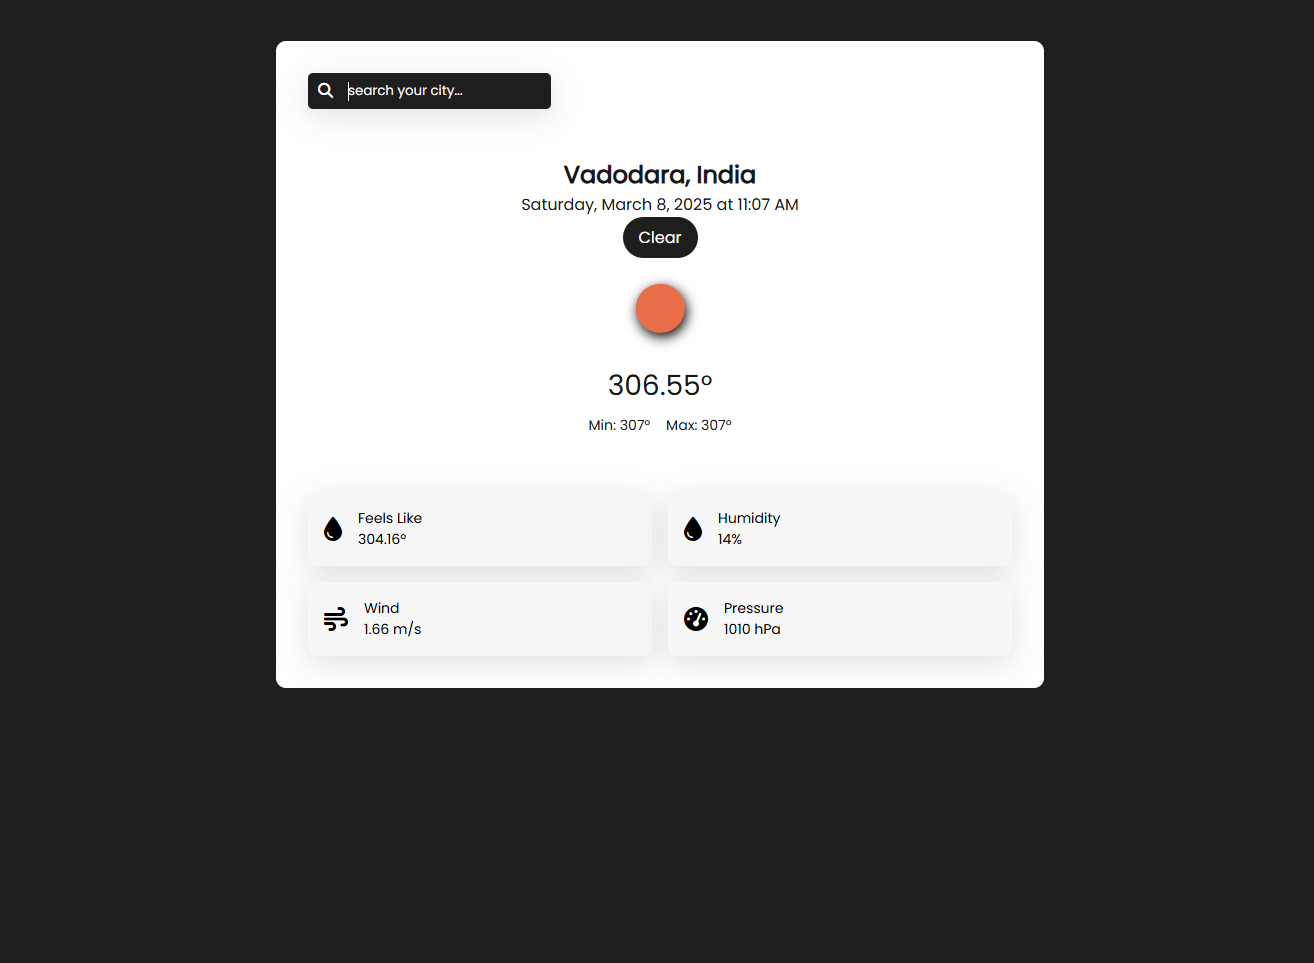 search your city...
Vadodara, India
Saturday, March 8, 2025 at 11:07 AM
Clear
306.55°
Min: 307° Max: 307°
Feels Like
304.16°
Humidity
14%
Wind
1.66 m/s
Pressure
1010 hPa